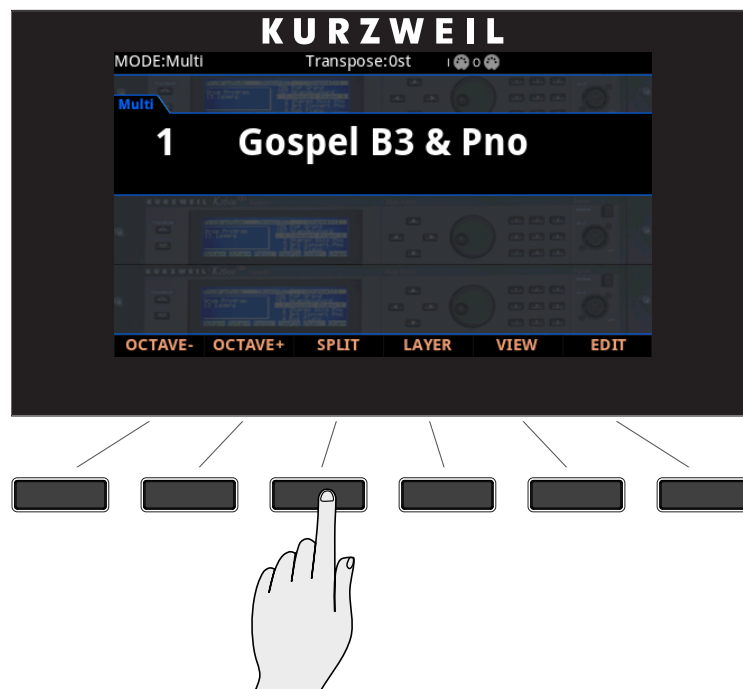 KURZWEIL
MODE:Multi Transpose:0st I O
Multi
1 Gospel B3 & Pno
OCTAVE- OCTAVE+ SPLIT LAYER VIEW EDIT